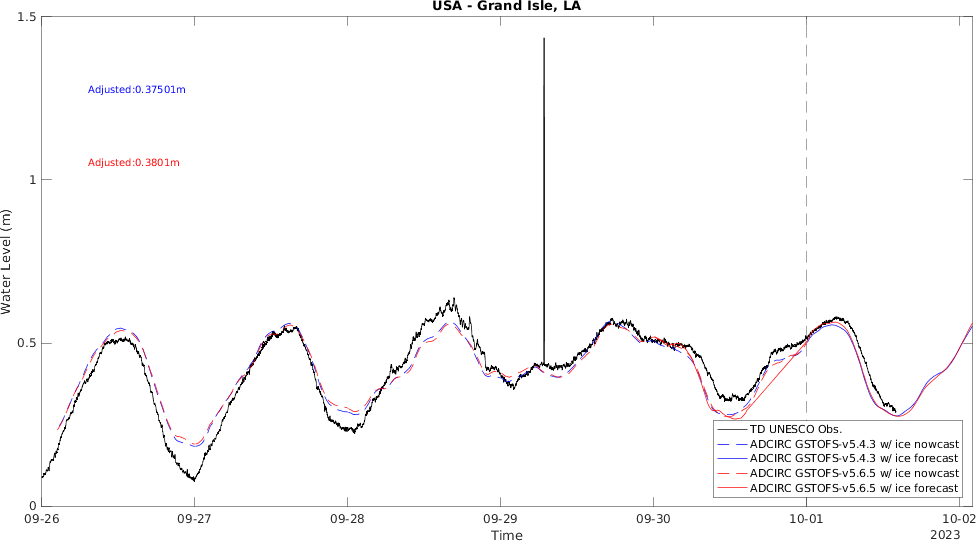 USA - Grand Isle, LA
1.5
Adjusted:0.37501m
Adjusted:0.3801m
1
Water Level (m)
0.5
0
09-26
09-27
09-28
09-29
09-30
10-01
10-02
Time
2023
TD UNESCO Obs.
ADCIRC GSTOFS-v5.4.3 w/ ice nowcast
ADCIRC GSTOFS-v5.4.3 w/ ice forecast
ADCIRC GSTOFS-v5.6.5 w/ ice nowcast
ADCIRC GSTOFS-v5.6.5 w/ ice forecast